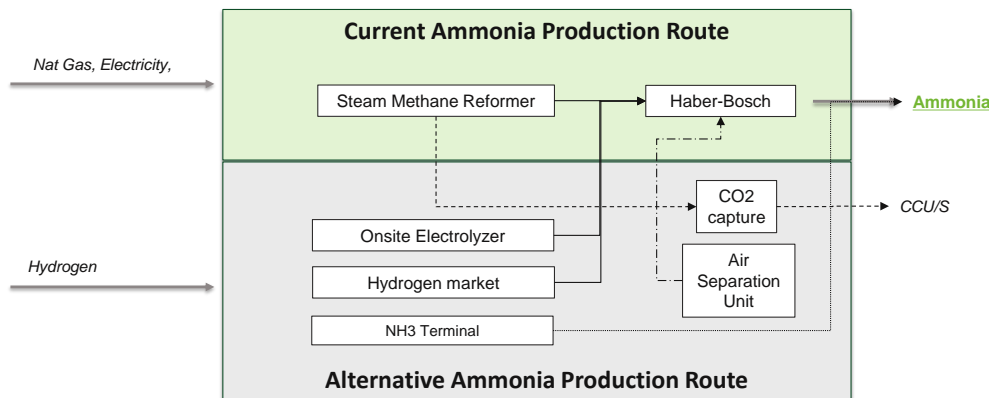 Current Ammonia Production Route
Nat Gas, Electricity,
Steam Methane Reformer
Haber-Bosch
Ammonia
CO2
capture
CCU/S
Onsite Electrolyzer
Hydrogen
Hydrogen market
Air
Separation
Unit
NH3 Terminal
Alternative Ammonia Production Route